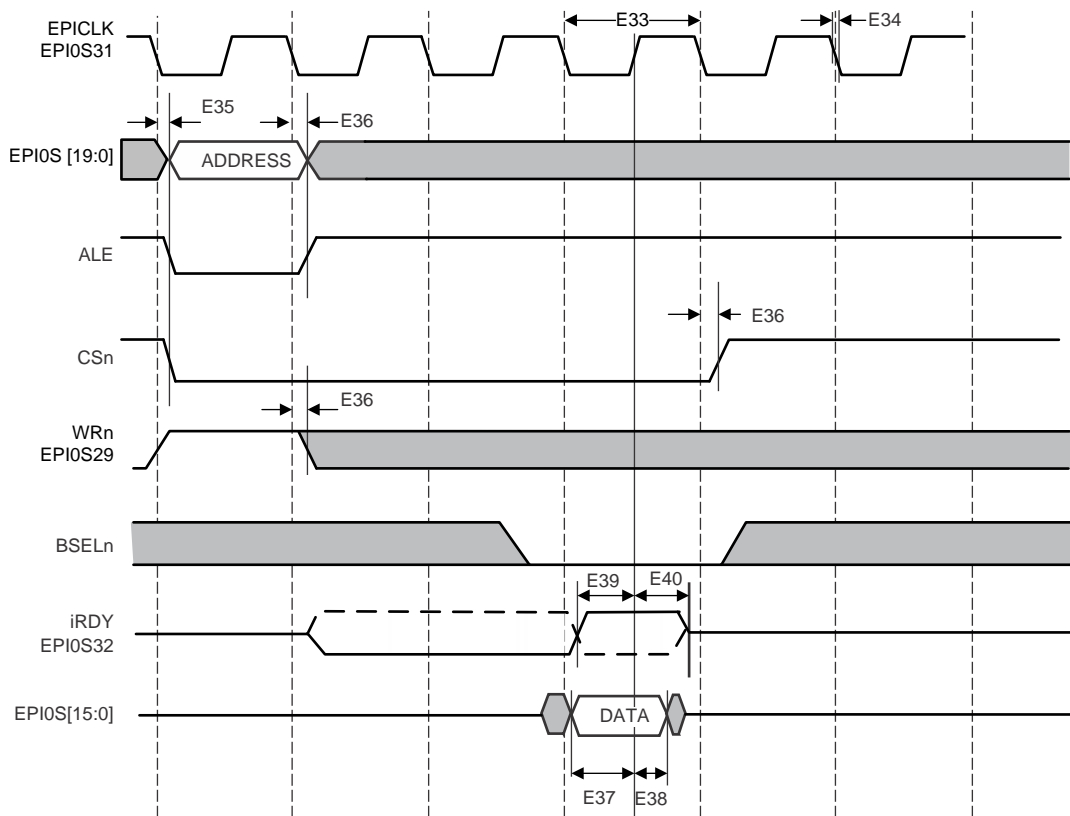 EPICLK
EPI0S31
E33
E34
E35
E36
EPI0S [19:0]
ADDRESS
ALE
E36
CSn
E36
WRn
EPI0S29
BSELn
E39
E40
iRDY
EPI0S32
EPI0S[15:0]
DATA
E37
E38